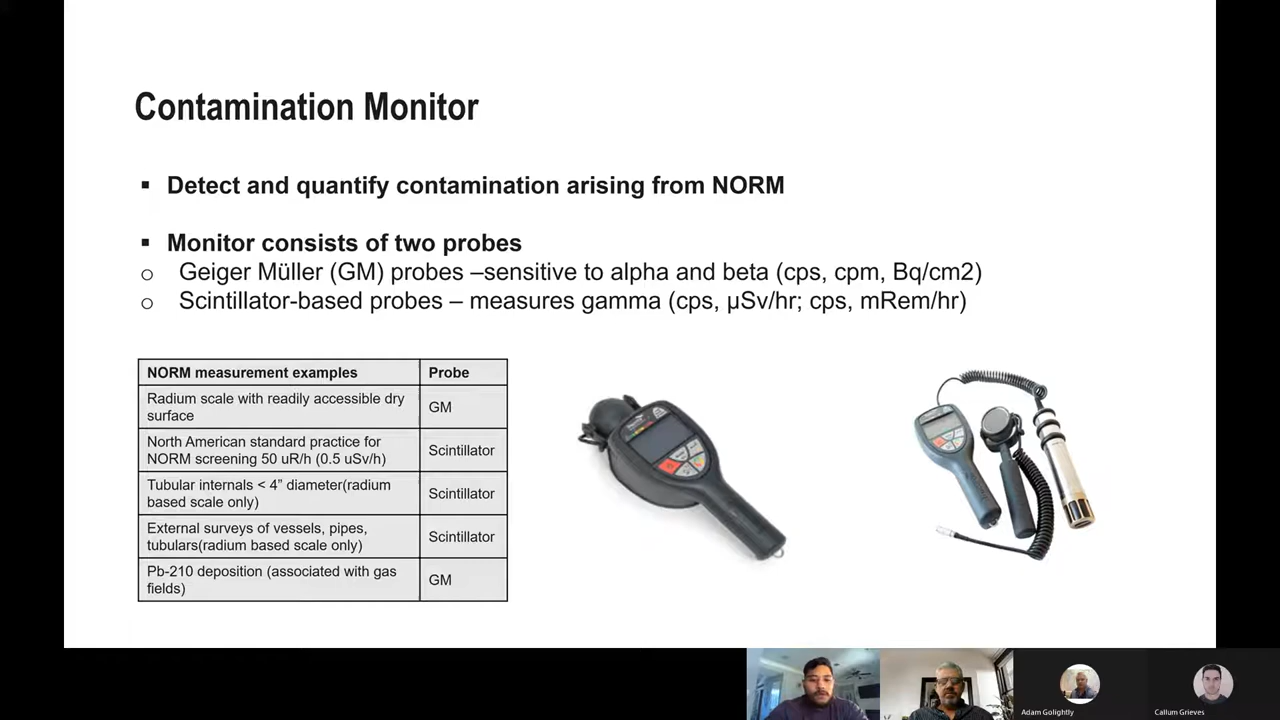 Contamination Monitor
▪ Detect and quantify contamination arising from NORM
▪ Monitor consists of two probes
o Geiger Müller (GM) probes –sensitive to alpha and beta (cps, cpm, Bq/cm2)
o Scintillator-based probes – measures gamma (cps, µSv/hr; cps, mRem/hr)
NORM measurement examples Probe
Radium scale with readily accessible dry
surface
GM
North American standard practice for
NORM screening 50 uR/h (0.5 uSv/h)
Scintillator
Tubular internals < 4” diameter(radium
based scale only)
Scintillator
External surveys of vessels, pipes,
tubulars(radium based scale only)
Scintillator
Pb-210 deposition (associated with gas
fields)
GM
Adam Golightly
Callum Grieves